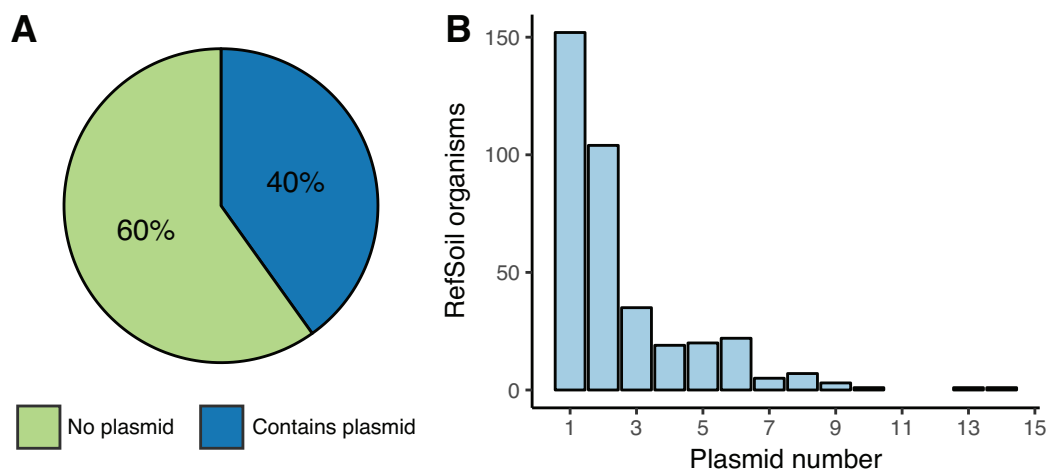 A
60%
40%
No plasmid
Contains plasmid
B
RefSoil organisms
150
100
50
0
1 3 5 7 9 11 13 15
Plasmid number